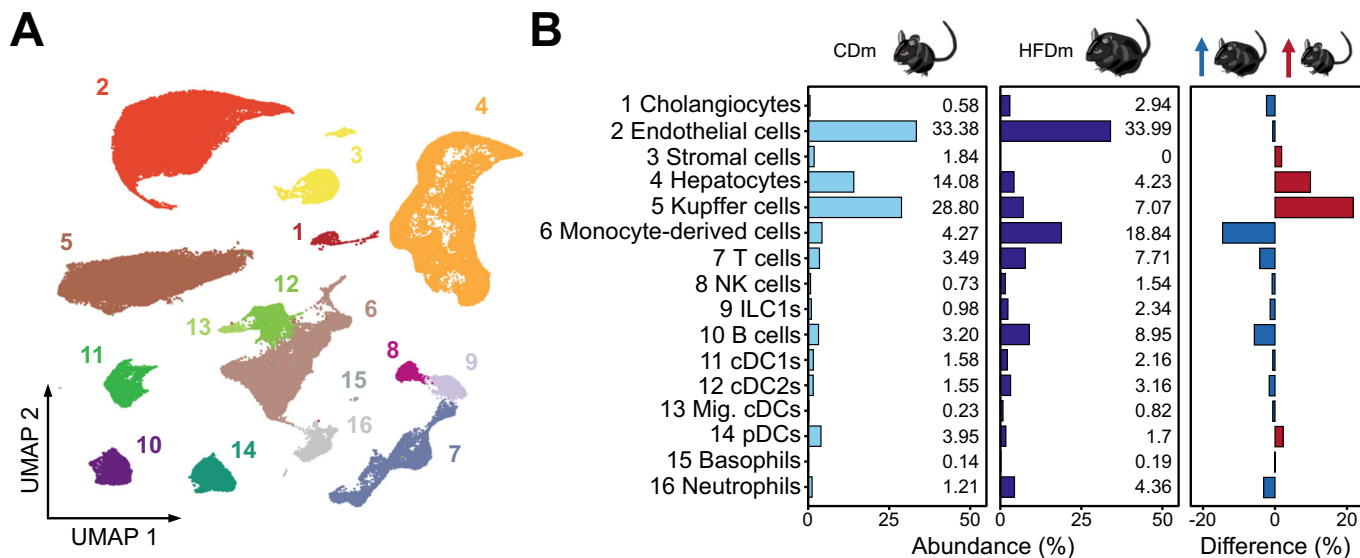 A
2
4
3
1
5
12
6
13
11
8
9
15
16
10
14
7
UMAP 2
UMAP 1
B
CDm
HFDm
1 Cholangiocytes 0.58 2.94
2 Endothelial cells 33.38 33.99
3 Stromal cells 1.84 0
4 Hepatocytes 14.08 4.23
5 Kupffer cells 28.80 7.07
6 Monocyte-derived cells 4.27 18.84
7 T cells 3.49 7.71
8 NK cells 0.73 1.54
9 ILC1s 0.98 2.34
10 B cells 3.20 8.95
11 cDC1s 1.58 2.16
12 cDC2s 1.55 3.16
13 Mig. cDCs 0.23 0.82
14 pDCs 3.95 1.7
15 Basophils 0.14 0.19
16 Neutrophils 1.21 4.36
0 50 0 50 -20 0 20
Abundance (%) Difference (%)